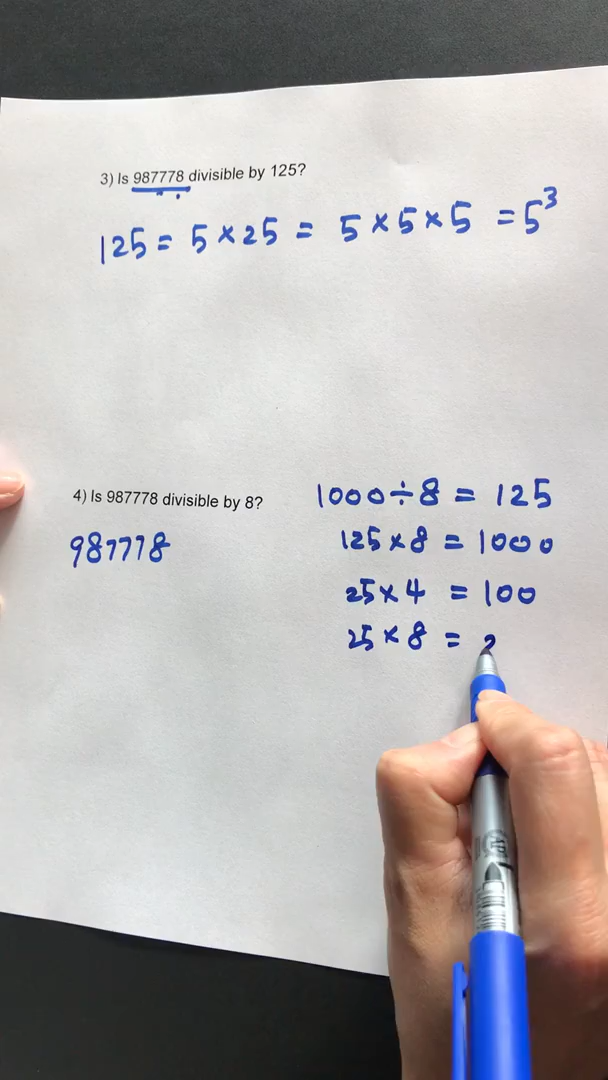 3) Is 987778 divisible by 125?
125 = 5 × 25 = 5 × 5 × 5 = 5³
4) Is 987778 divisible by 8?
987778
1000 ÷ 8 = 125
125 × 8 = 1000
25 × 4 = 100
25 × 8 = 2